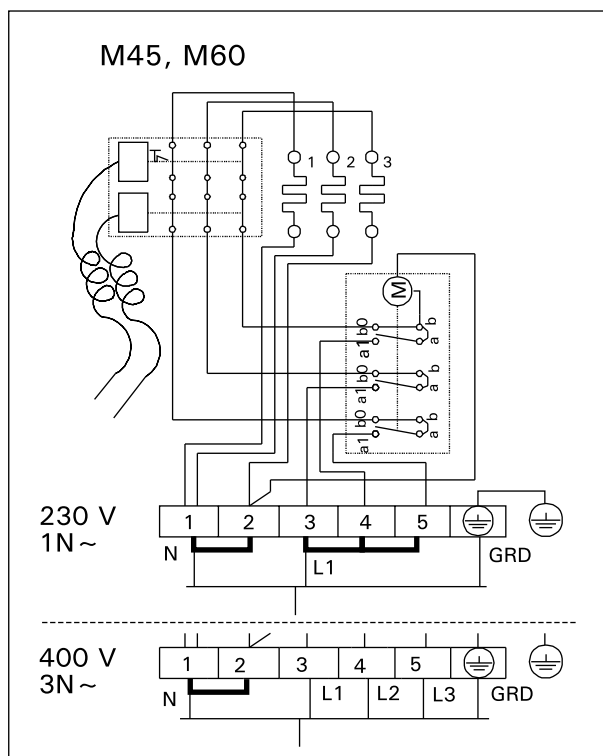 M45, M60
1 2 3
M
b0 b
a1 a
b0 b
a1 a
b0 b
a1 a
230 V
1N~
1 2 3 4 5
N L1 GRD
400 V
3N~
1 2 3 4 5
N L1 L2 L3 GRD